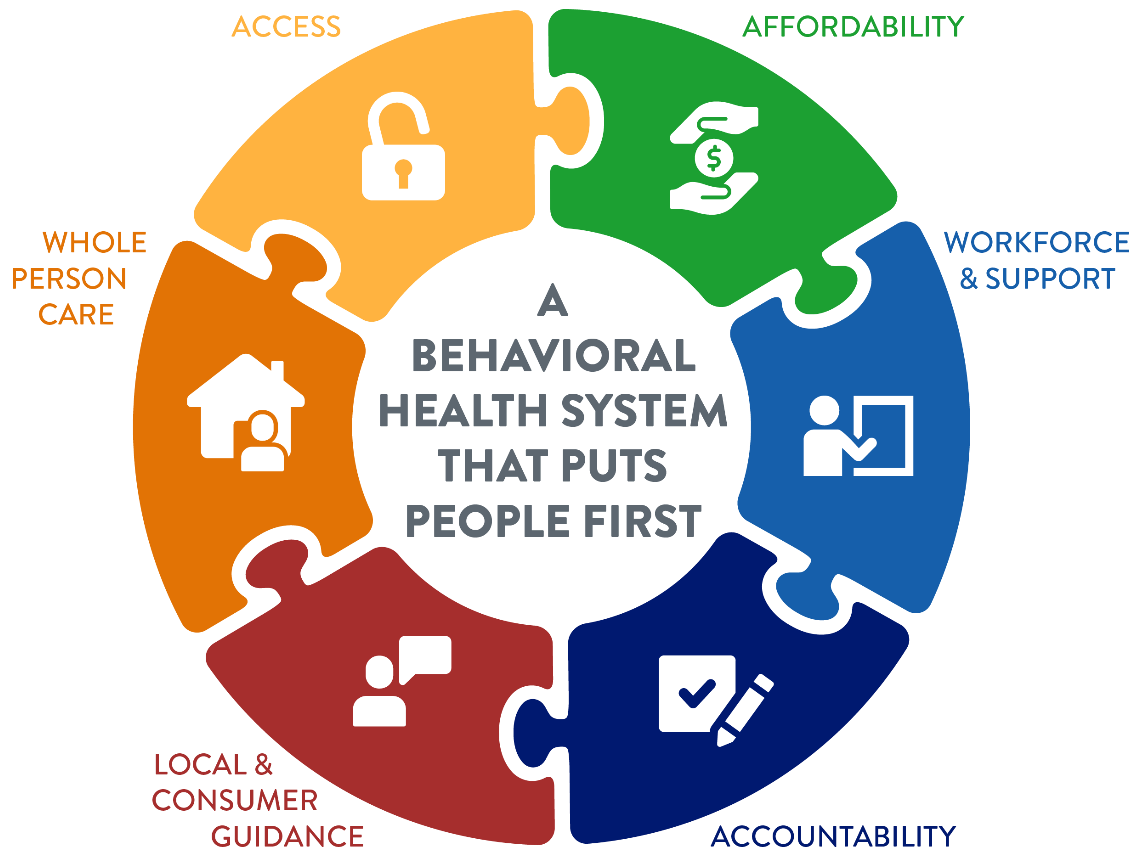 ACCESS
AFFORDABILITY
WHOLE
PERSON
CARE
WORKFORCE
& SUPPORT
$
A
BEHAVIORAL
HEALTH SYSTEM
THAT PUTS
PEOPLE FIRST
LOCAL &
CONSUMER
GUIDANCE
ACCOUNTABILITY